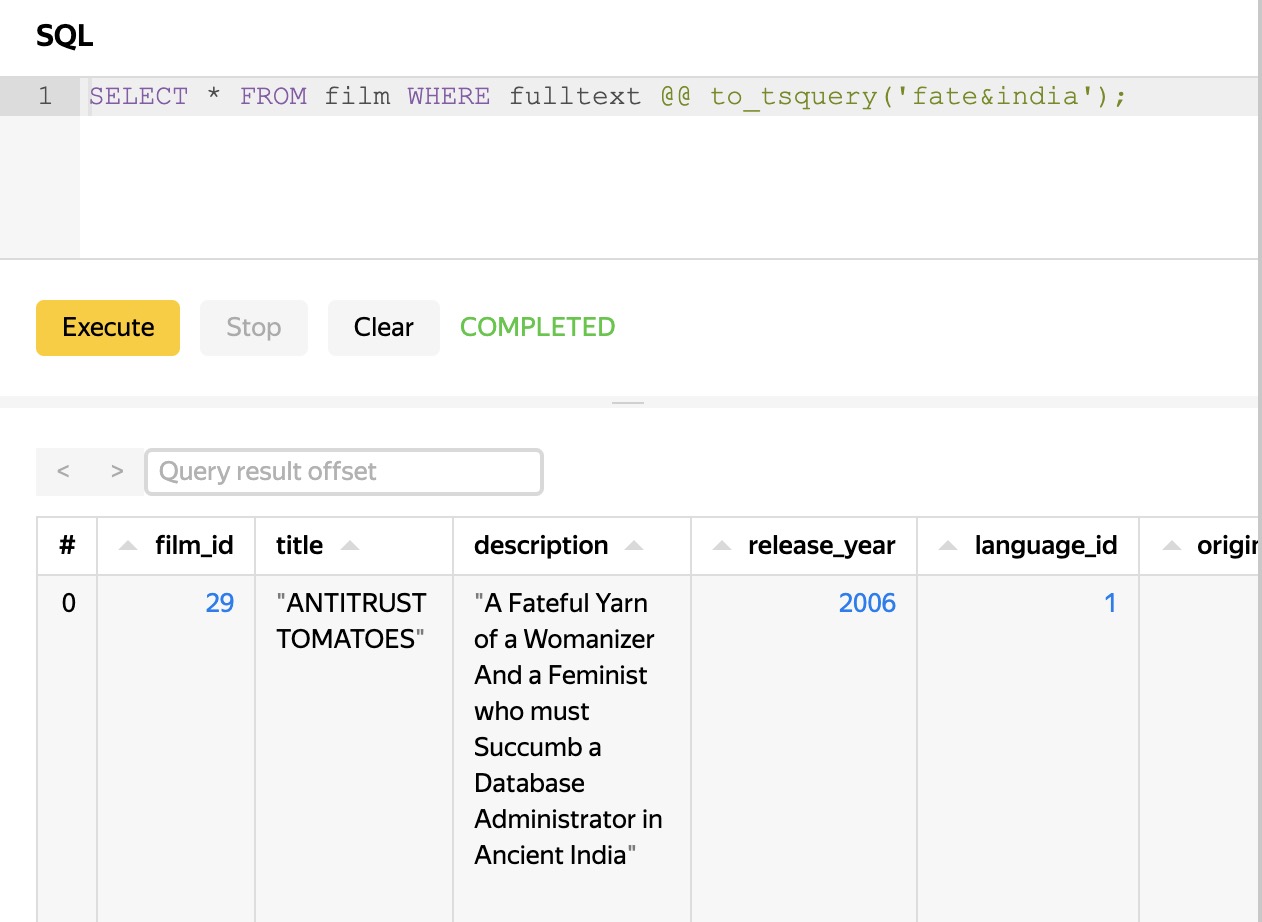 SQL
1 SELECT * FROM film WHERE fulltext @@ to_tsquery('fate&india');
Execute Stop Clear COMPLETED
< > Query result offset
# film_id title description release_year language_id origin
0 29 "ANTITRUST "A Fateful Yarn 2006 1
TOMATOES" of a Womanizer
And a Feminist
who must
Succumb a
Database
Administrator in
Ancient India"